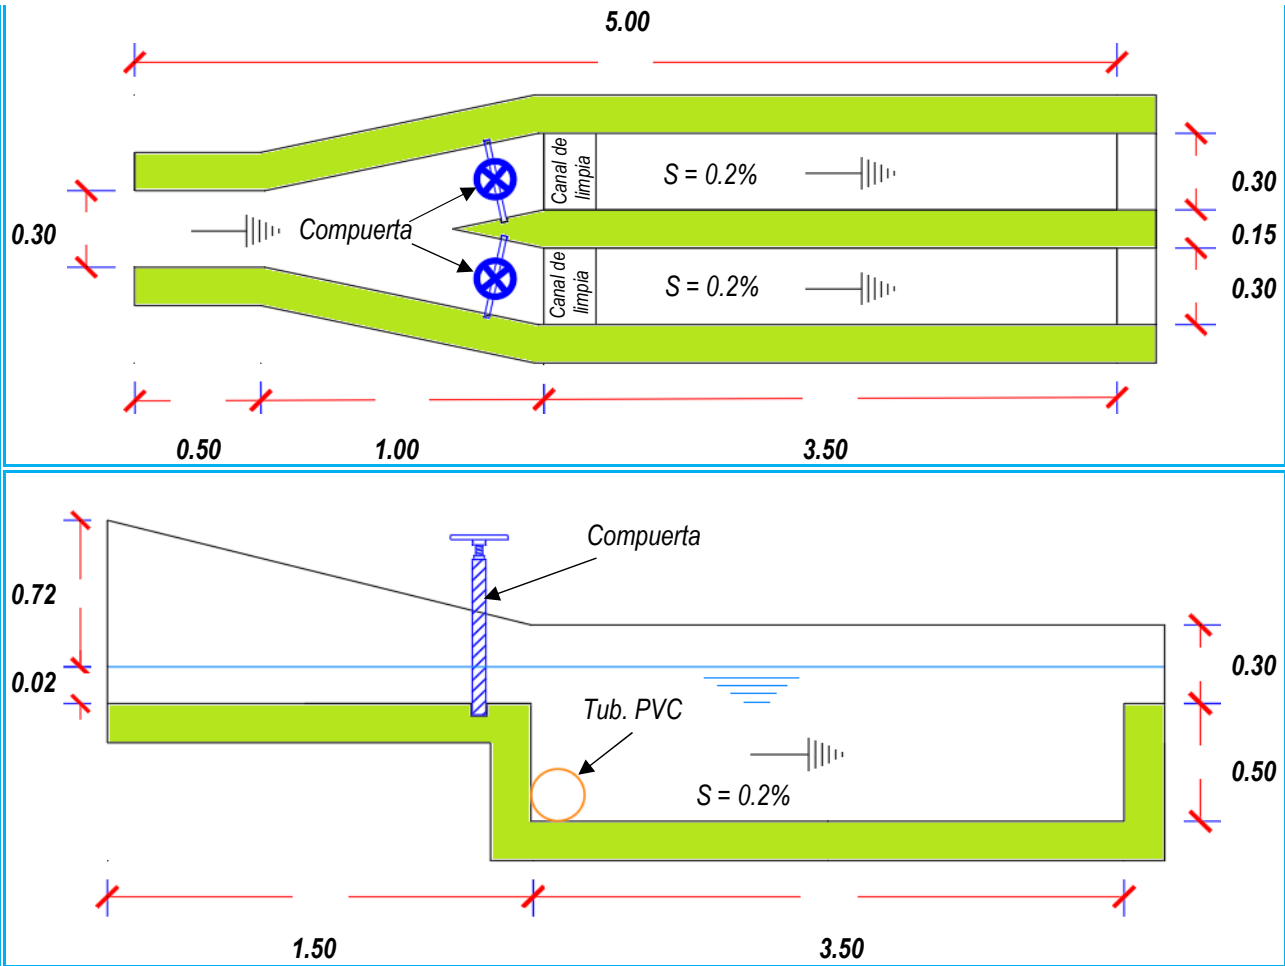 5.00
Canal de
limpia
S = 0.2%
0.30
0.30
Compuerta
0.15
Canal de
limpia
S = 0.2%
0.30
0.50
1.00
3.50
Compuerta
0.72
0.30
0.02
Tub. PVC
0.50
S = 0.2%
1.50
3.50